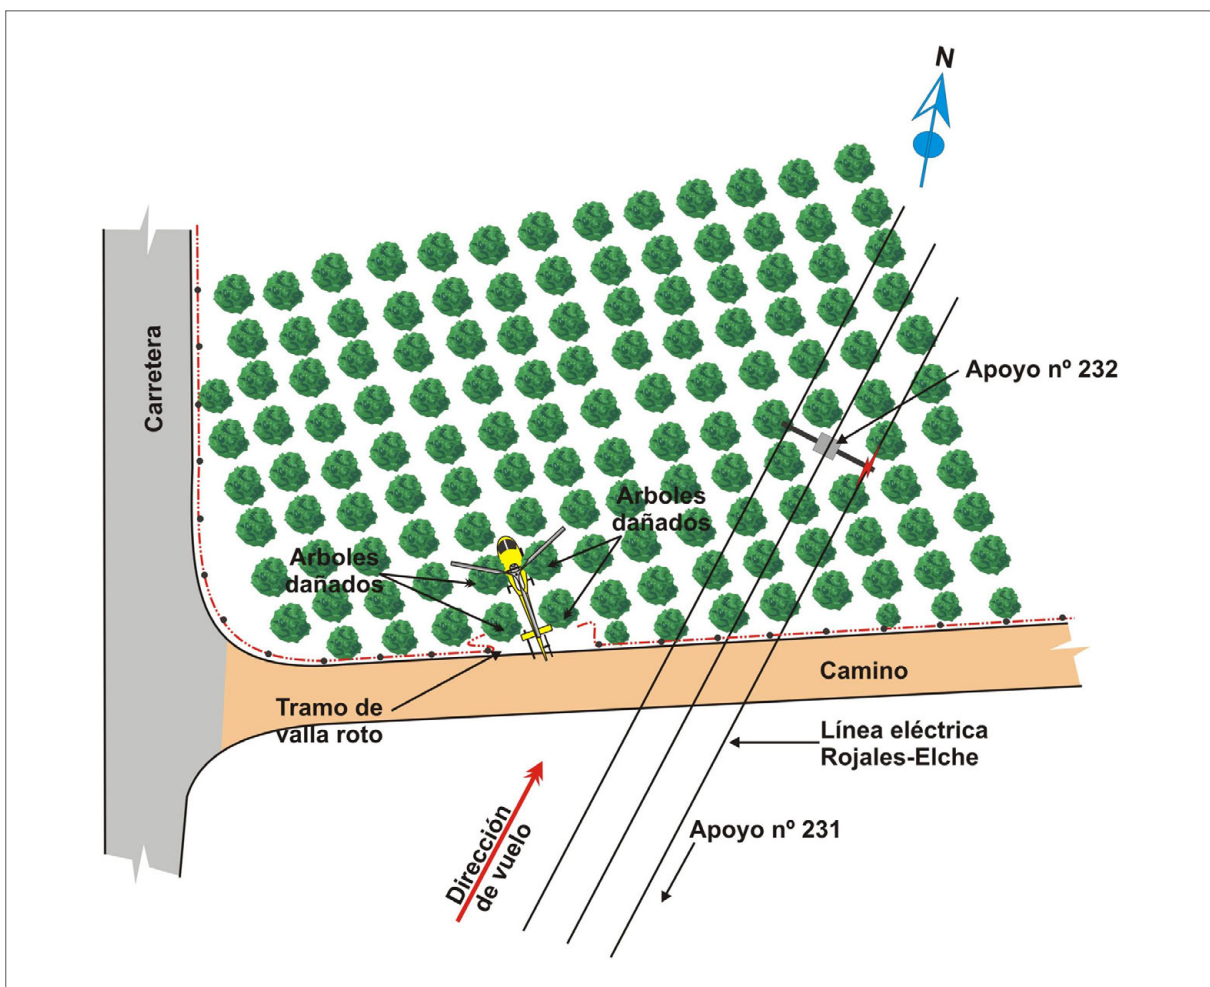 N
Carretera
Apoyo nº 232
Arboles
dañados
Arboles
dañados
Tramo de
valla roto
Camino
Línea eléctrica
Rojales-Elche
Dirección
de vuelo
Apoyo nº 231